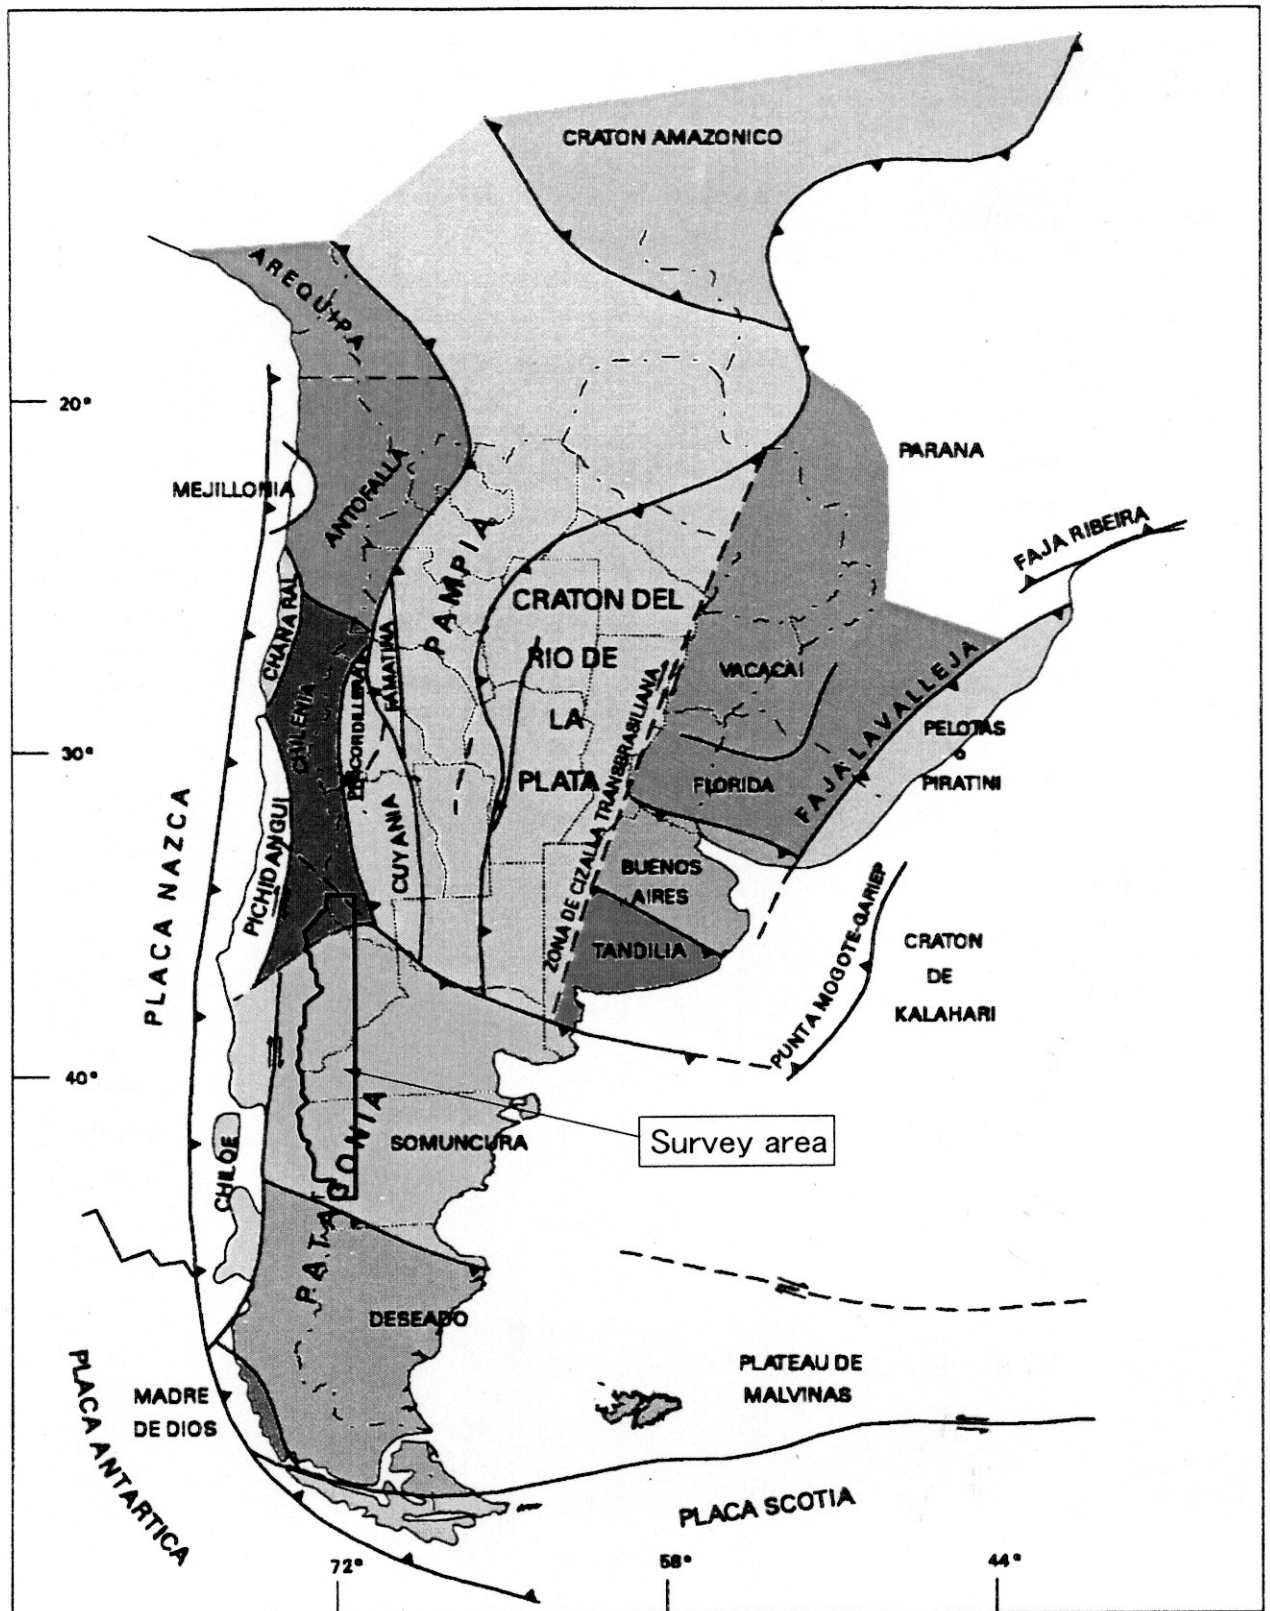 CRATON AMAZONICO
AREQUIPA
20°
PARANA
MEJILLONIA
ANTOFALLA
FAJA RIBEIRA
PAMPIA
CRATON DEL
RIO DE
LA
PLATA
CHANARAL
FAMATINA
VACACAI
CHILENIA
PRECORDILLERA
FAJA LAVALLEJA
PELOTAS
PIRATINI
30°
ZONA DE CIZALLA TRANSBRASILIANA
FLORIDA
PLACA NAZCA
PICHIDANGUI
CUYANIA
BUENOS
AIRES
TANDILIA
PUNTA MOGOTE-GARIEP
CRATON
DE
KALAHARI
40°
PATAGONIA
SOMUNCURA
Survey area
CHILOE
DESEADO
PLATEAU DE
MALVINAS
MADRE
DE DIOS
PLACA ANTARTICA
PLACA SCOTIA
72°
58°
44°